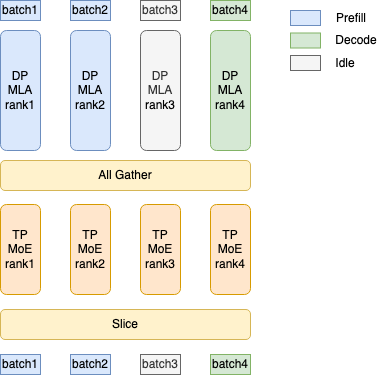 batch1 batch2 batch3 batch4
Prefill
Decode
Idle
DP DP DP DP
MLA MLA MLA MLA
rank1 rank2 rank3 rank4
All Gather
TP TP TP TP
MoE MoE MoE MoE
rank1 rank2 rank3 rank4
Slice
batch1 batch2 batch3 batch4